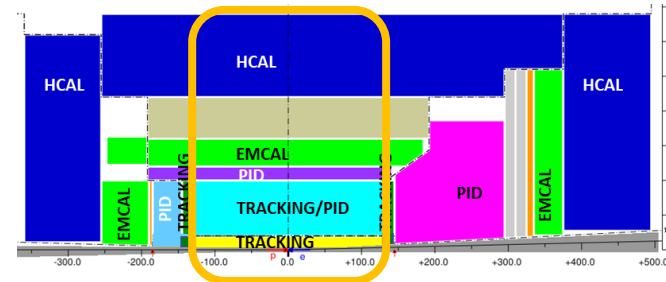 HCAL
HCAL
HCAL
EMCAL
PID
TRACKING/PID
TRACKING
EMCAL
PID
TRACKING
TRACKING
PID
EMCAL
-300.0
-200.0
-100.0
0.0
+100.0
+200.0
+300.0
+400.0
+500.
p
e